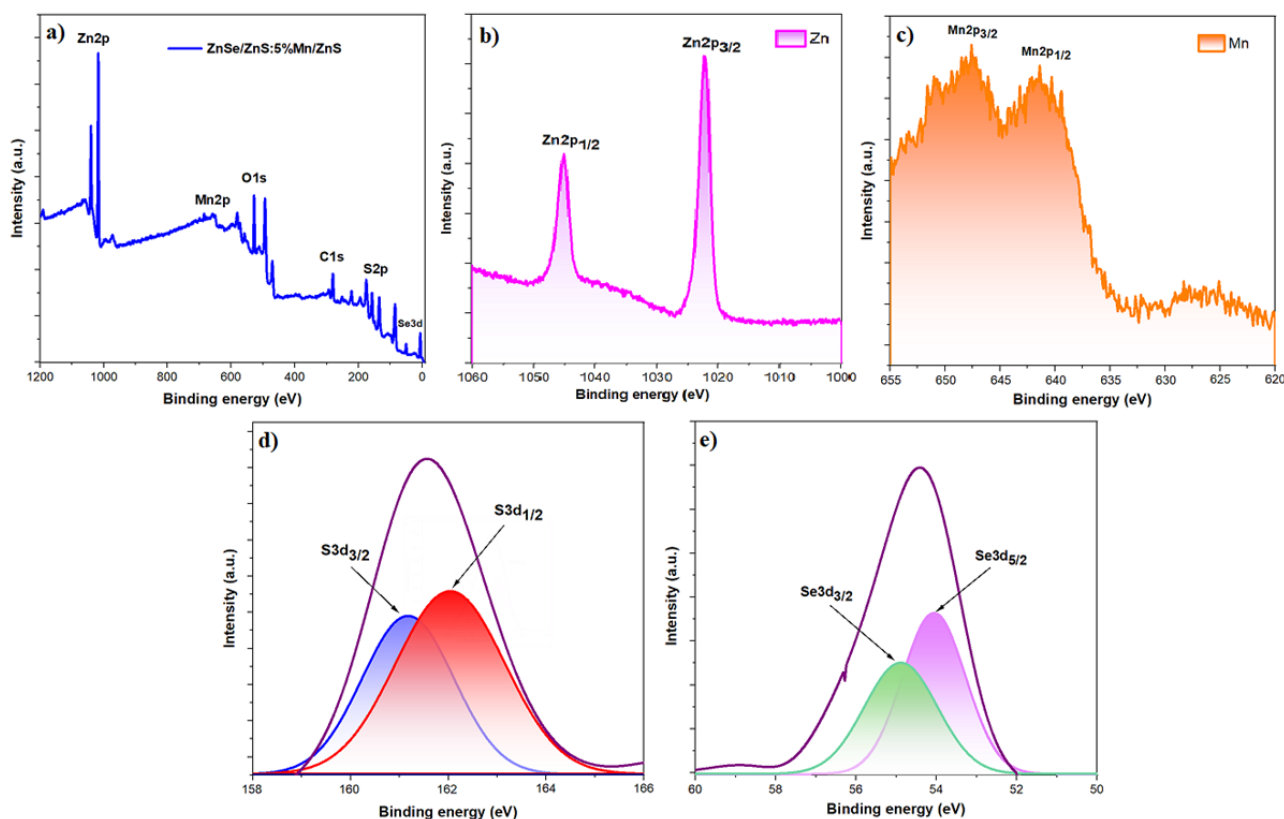 a)
ZnSe/ZnS:5%Mn/ZnS
Zn2p
Mn2p
O1s
C1s
S2p
Se3d
Intensity (a.u.)
1200 1000 800 600 400 200 0
Binding energy (eV)
b)
Zn
Zn2p3/2
Zn2p1/2
Intensity (a.u.)
1060 1050 1040 1030 1020 1010 1000
Binding energy (eV)
c)
Mn
Mn2p3/2
Mn2p1/2
Intensity (a.u.)
655 650 645 640 635 630 625 620
Binding energy (eV)
d)
S3d1/2
S3d3/2
Intensity (a.u.)
158 160 162 164 166
Binding energy (eV)
e)
Se3d5/2
Se3d3/2
Intensity (a.u.)
60 58 56 54 52 50
Binding energy (eV)